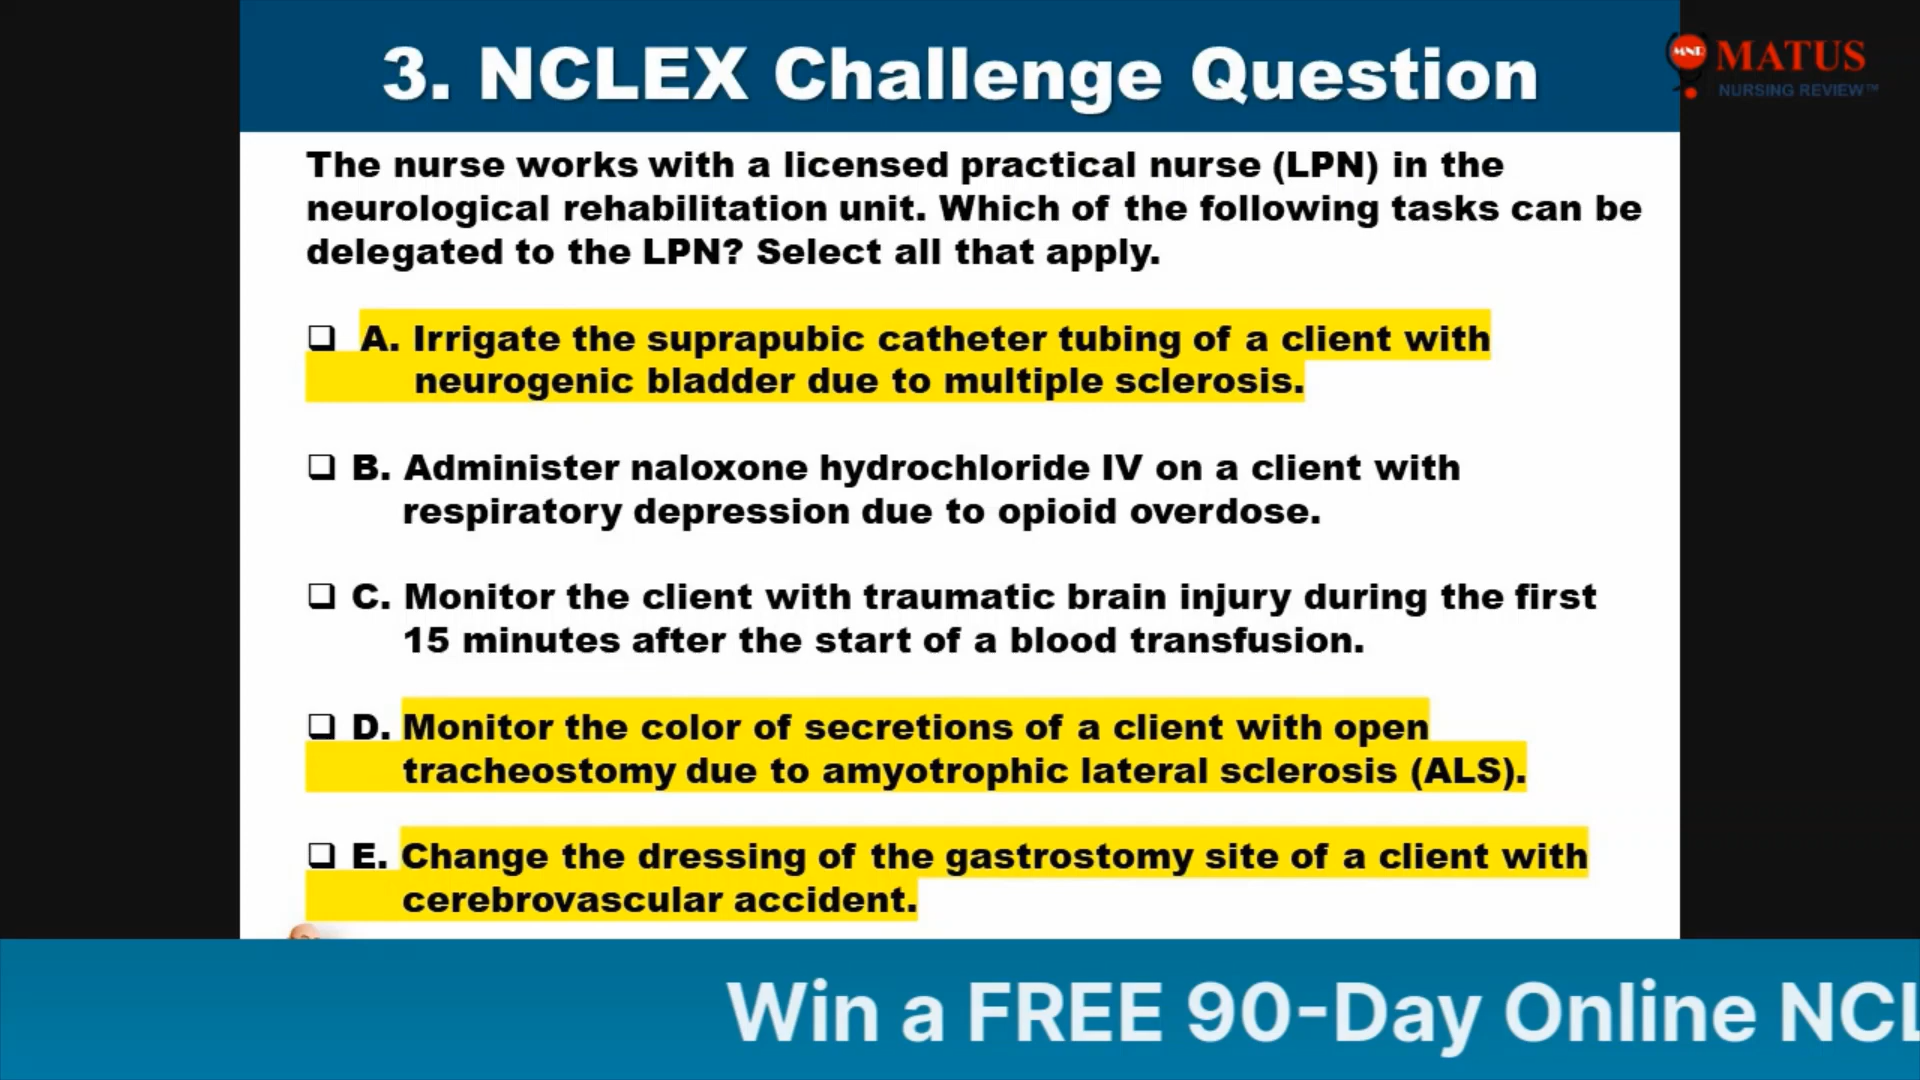 3. NCLEX Challenge Question
MNR MATUS
NURSING REVIEW™
The nurse works with a licensed practical nurse (LPN) in the
neurological rehabilitation unit. Which of the following tasks can be
delegated to the LPN? Select all that apply.
❑ A. Irrigate the suprapubic catheter tubing of a client with
neurogenic bladder due to multiple sclerosis.
❑ B. Administer naloxone hydrochloride IV on a client with
respiratory depression due to opioid overdose.
❑ C. Monitor the client with traumatic brain injury during the first
15 minutes after the start of a blood transfusion.
❑ D. Monitor the color of secretions of a client with open
tracheostomy due to amyotrophic lateral sclerosis (ALS).
❑ E. Change the dressing of the gastrostomy site of a client with
cerebrovascular accident.
Win a FREE 90-Day Online NCL